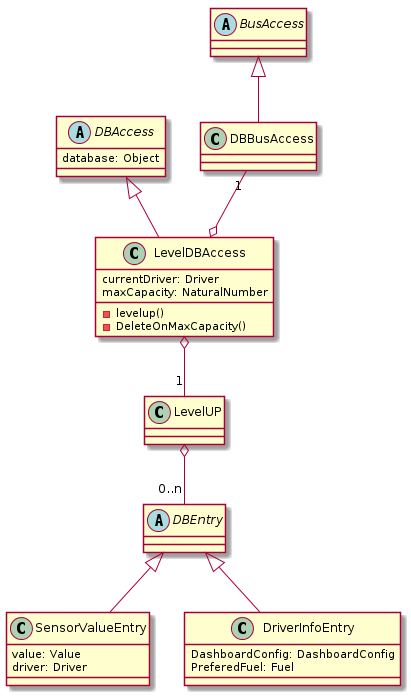 A BusAccess
A DBAccess
database: Object
C DBBusAccess
1
C LevelDBAccess
currentDriver: Driver
maxCapacity: NaturalNumber
levelup()
DeleteOnMaxCapacity()
1
C LevelUP
0..n
A DBEntry
C SensorValueEntry
value: Value
driver: Driver
C DriverInfoEntry
DashboardConfig: DashboardConfig
PreferedFuel: Fuel